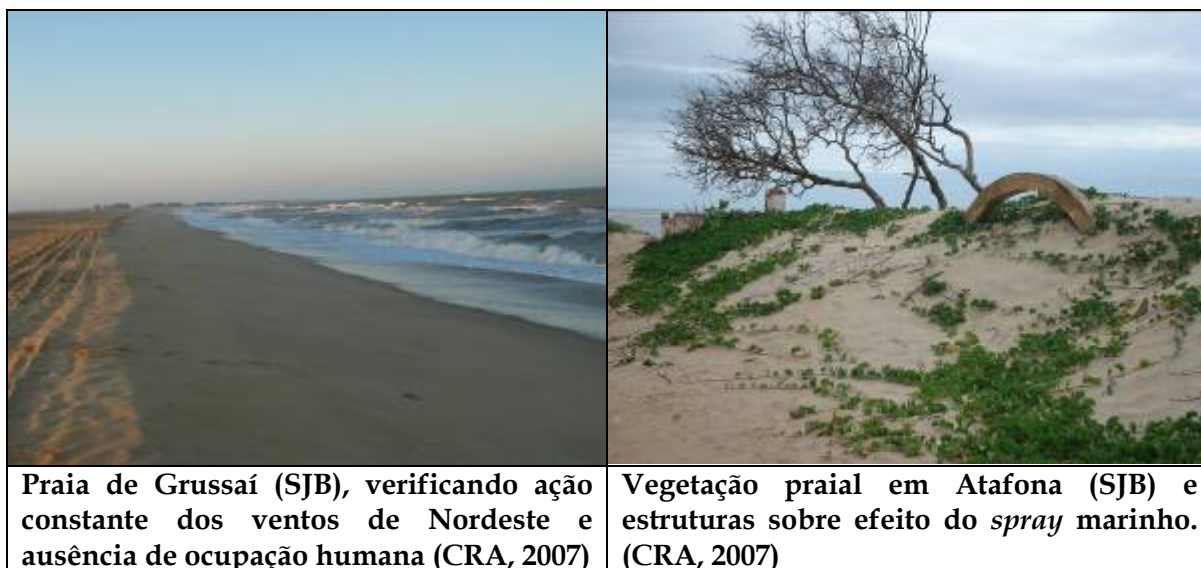 Praia de Grussaí (SJB), verificando ação
constante dos ventos de Nordeste e
ausência de ocupação humana (CRA, 2007)
Vegetação praial em Atafona (SJB) e
estruturas sobre efeito do spray marinho.
(CRA, 2007)